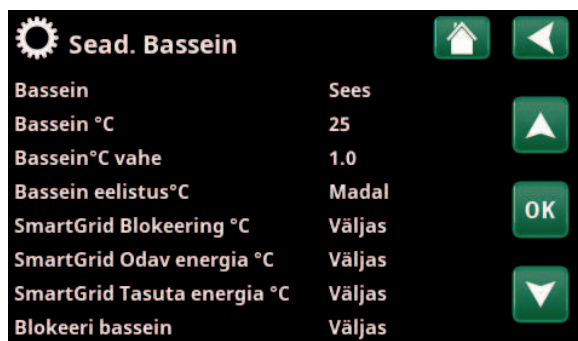 Sead. Bassein
Bassein Sees
Bassein °C 25
Bassein°C vahe 1.0
Bassein eelistus°C Madal
SmartGrid Blokeering °C Väljas
SmartGrid Odav energia °C Väljas
SmartGrid Tasuta energia °C Väljas
Blokeeri bassein Väljas
OK